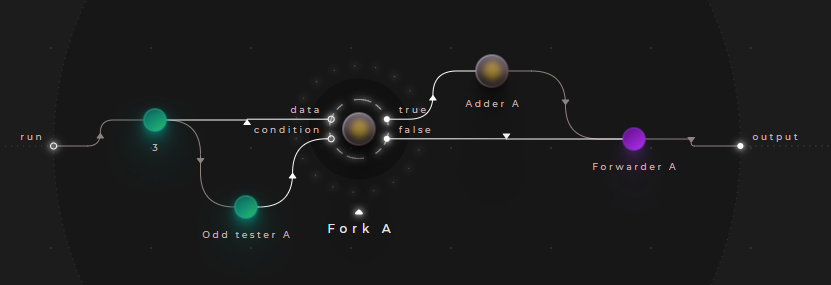 run
3
Odd tester A
data
condition
true
false
Fork A
Adder A
Forwarder A
output